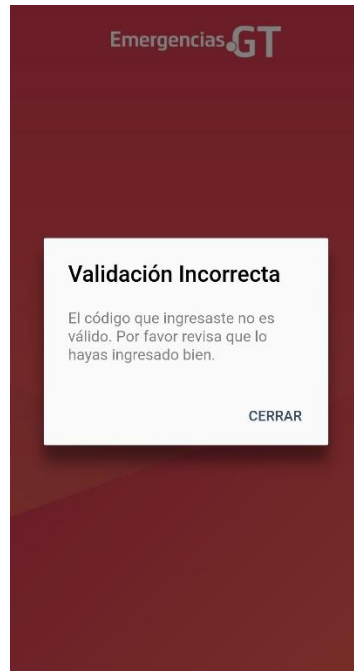 Emergencias.GT
Validación Incorrecta
El código que ingresaste no es
válido. Por favor revisa que lo
hayas ingresado bien.
CERRAR